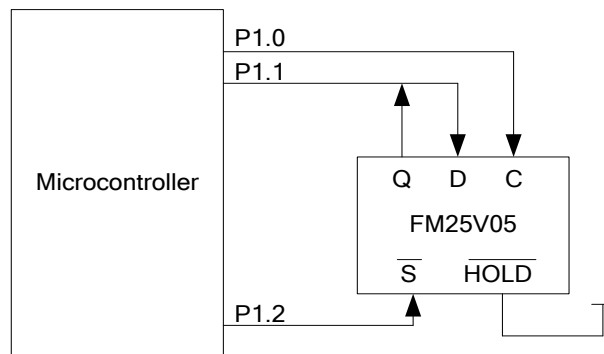 P1.0
P1.1
Microcontroller
Q D C
FM25V05
S HOLD
P1.2